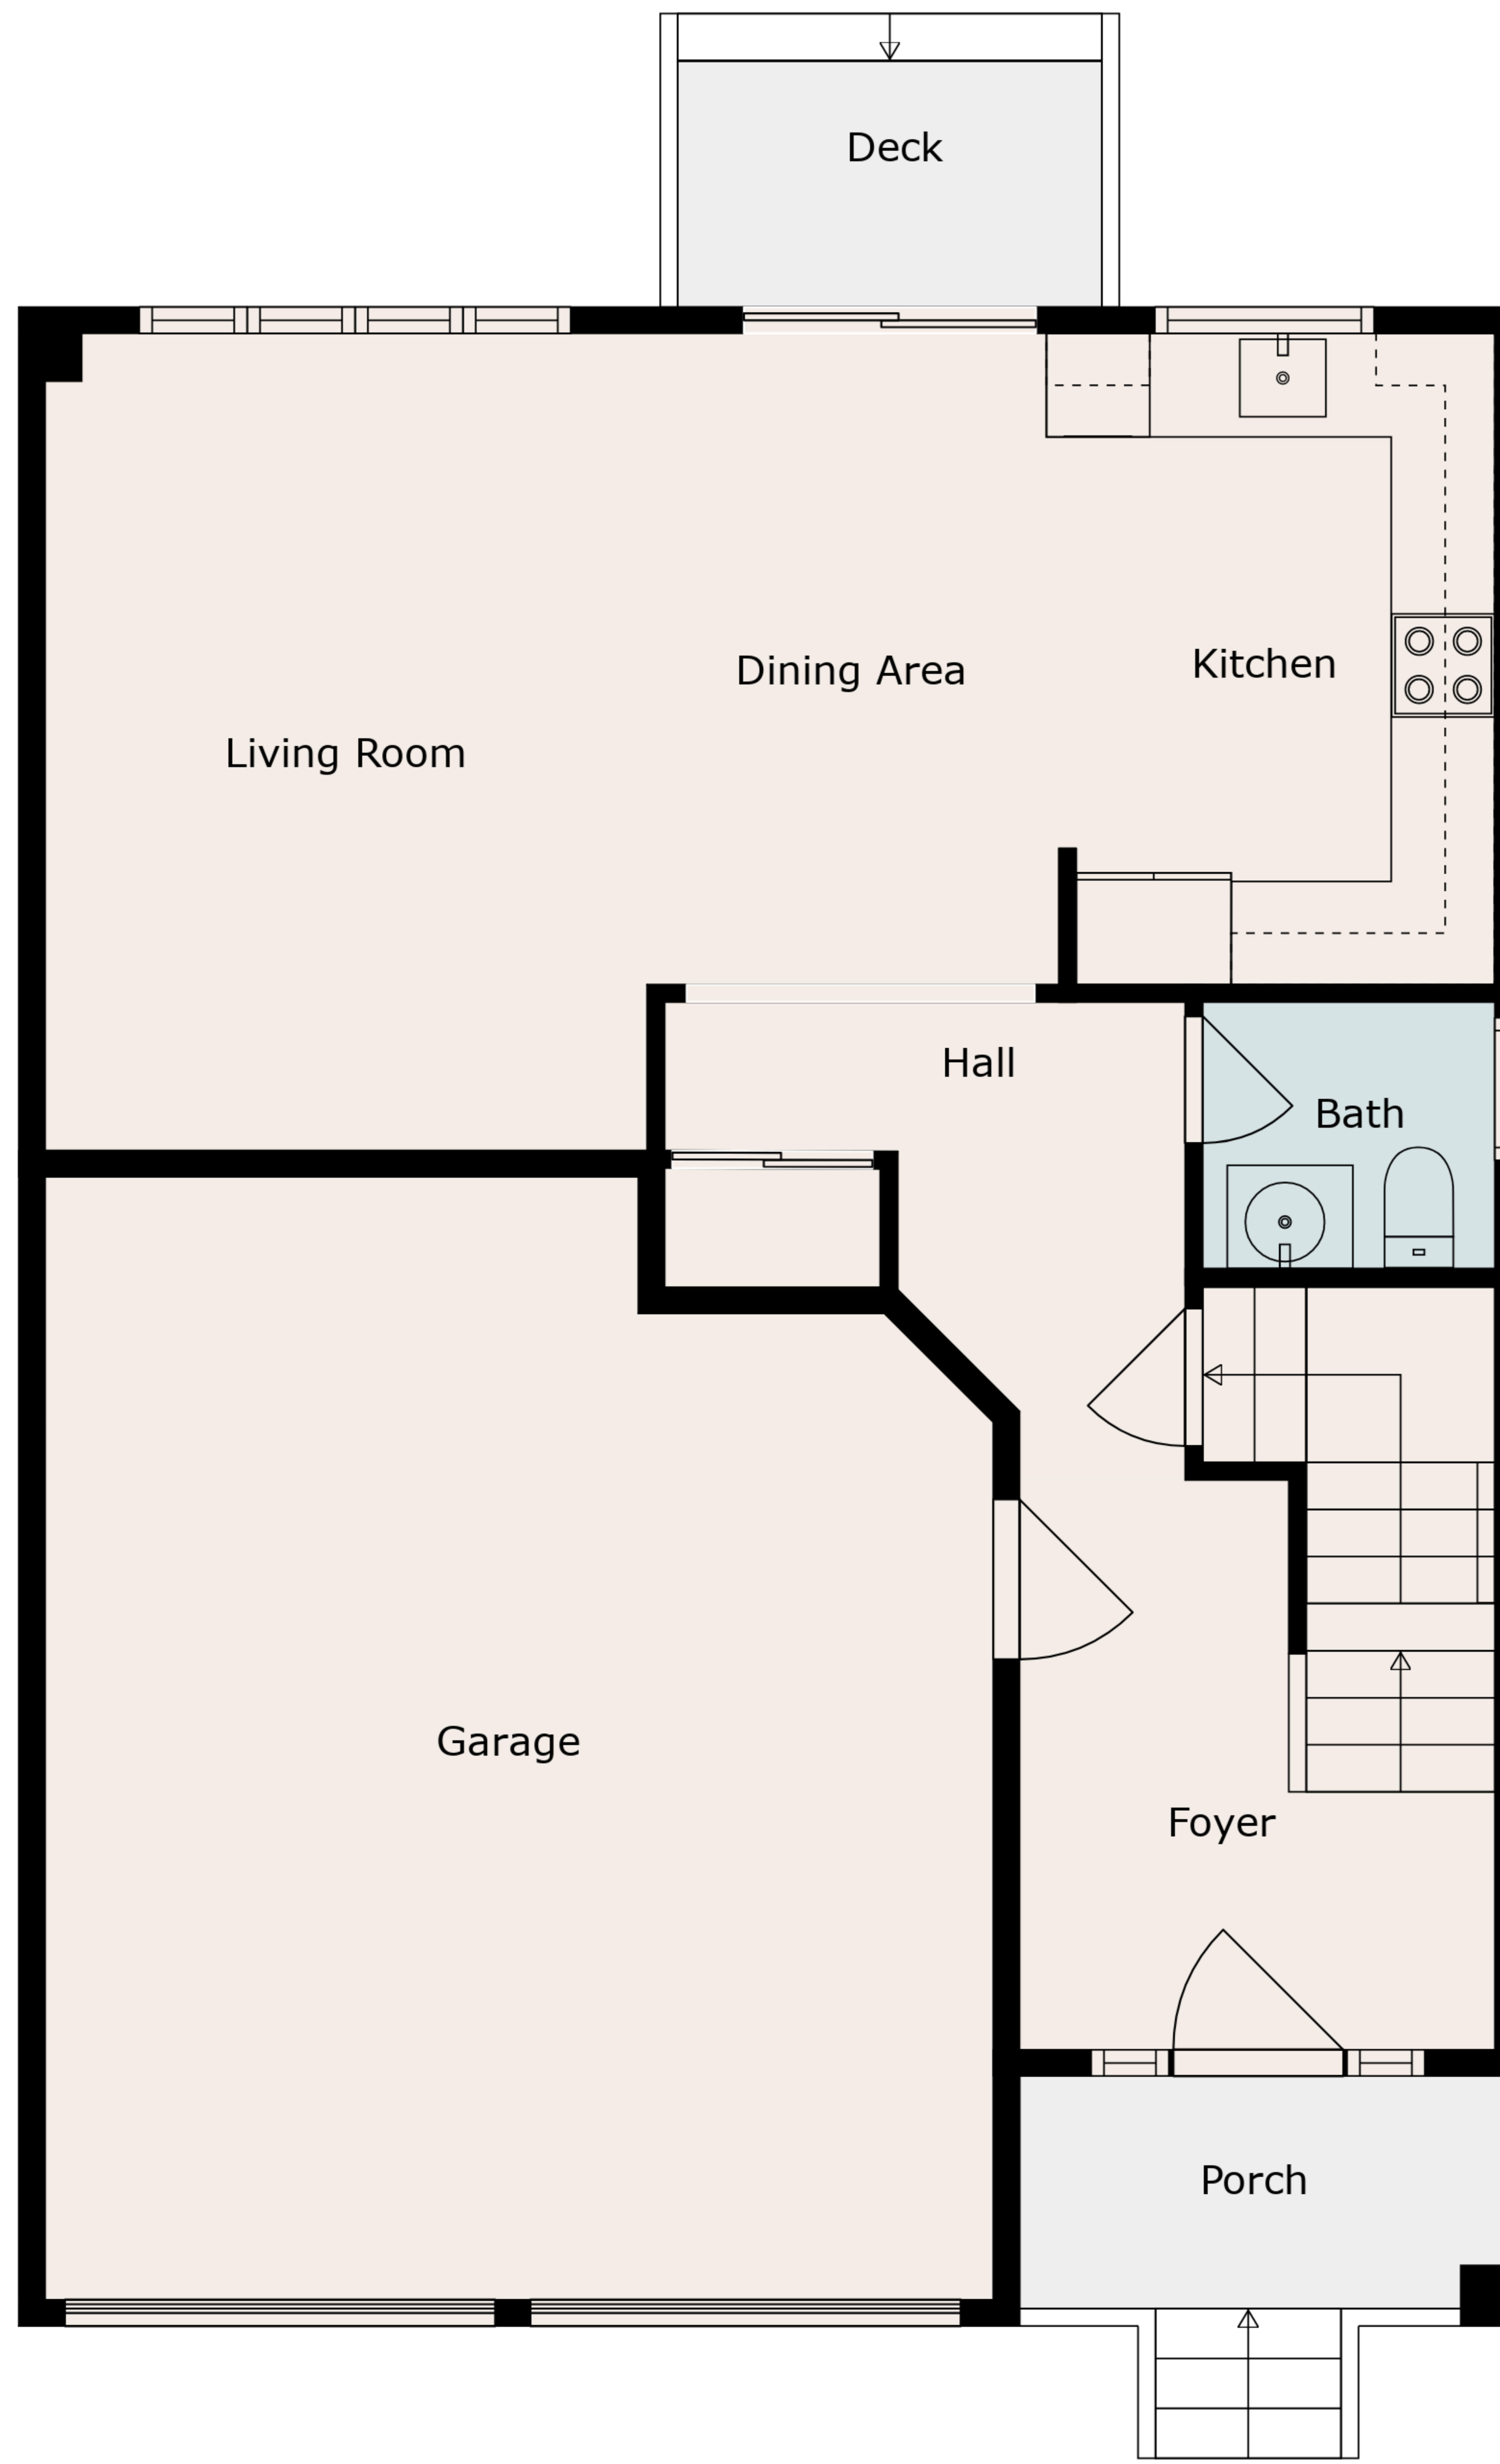 Deck
Dining Area
Kitchen
Living Room
Hall
Bath
Garage
Foyer
Porch